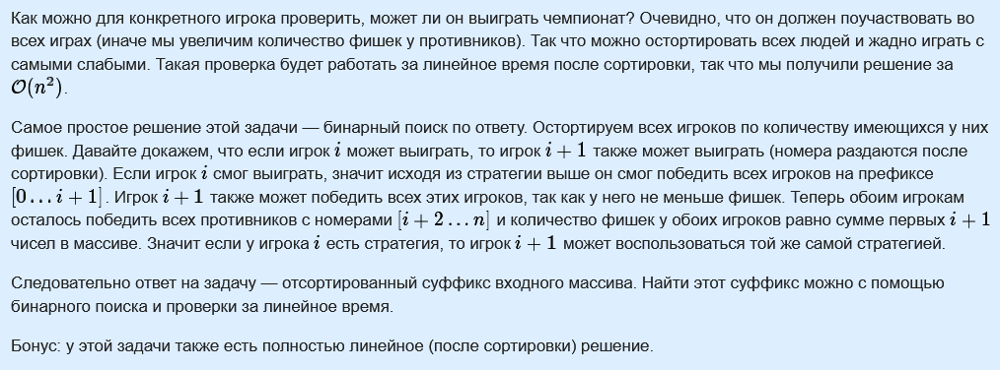 Как можно для конкретного игрока проверить, может ли он выиграть чемпионат? Очевидно, что он должен поучаствовать во
всех играх (иначе мы увеличим количество фишек у противников). Так что можно остортировать всех людей и жадно играть с
самыми слабыми. Такая проверка будет работать за линейное время после сортировки, так что мы получили решение за
𝒪(n²).
Самое простое решение этой задачи — бинарный поиск по ответу. Остортируем всех игроков по количеству имеющихся у них
фишек. Давайте докажем, что если игрок i может выиграть, то игрок i + 1 также может выиграть (номера раздаются после
сортировки). Если игрок i смог выиграть, значит исходя из стратегии выше он смог победить всех игроков на префиксе
[0 … i + 1]. Игрок i + 1 также может победить всех этих игроков, так как у него не меньше фишек. Теперь обоим игрокам
осталось победить всех противников с номерами [i + 2 … n] и количество фишек у обоих игроков равно сумме первых i + 1
чисел в массиве. Значит если у игрока i есть стратегия, то игрок i + 1 может воспользоваться той же самой стратегией.
Следовательно ответ на задачу — отсортированный суффикс входного массива. Найти этот суффикс можно с помощью
бинарного поиска и проверки за линейное время.
Бонус: у этой задачи также есть полностью линейное (после сортировки) решение.